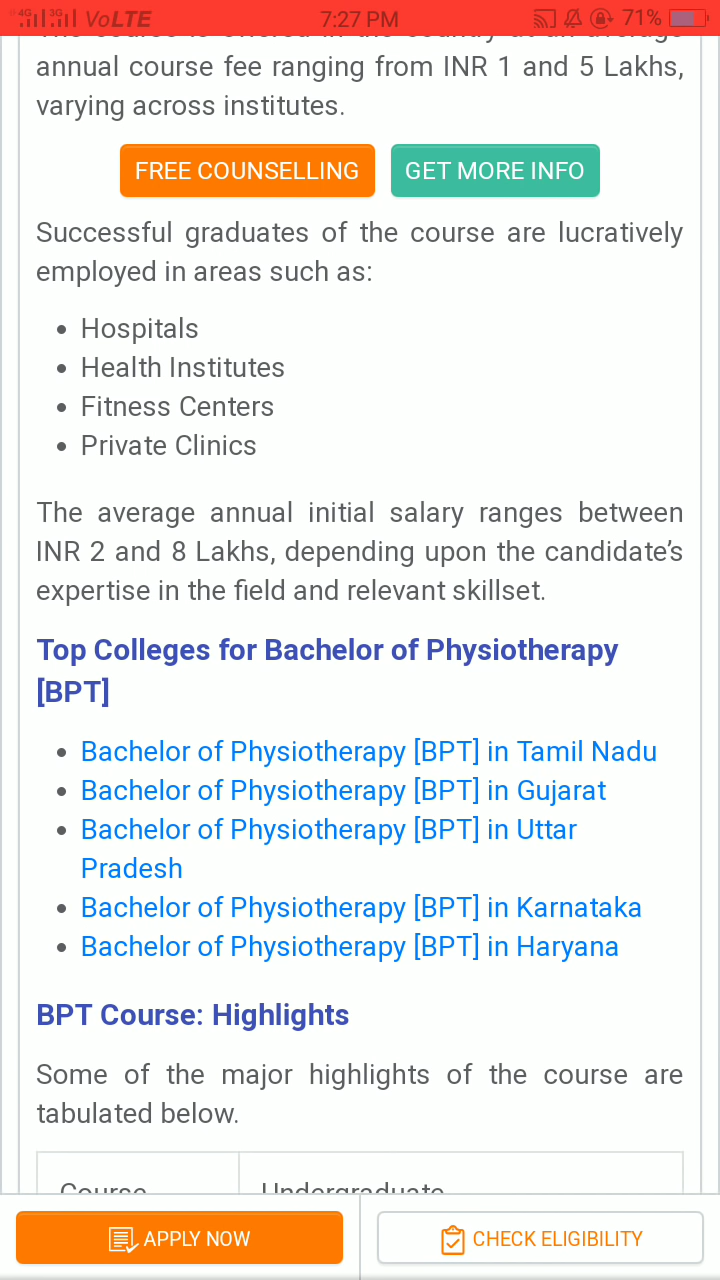 4G 3G VoLTE 7:27 PM 71%
annual course fee ranging from INR 1 and 5 Lakhs,
varying across institutes.
FREE COUNSELLING GET MORE INFO
Successful graduates of the course are lucratively
employed in areas such as:
Hospitals
Health Institutes
Fitness Centers
Private Clinics
The average annual initial salary ranges between
INR 2 and 8 Lakhs, depending upon the candidate’s
expertise in the field and relevant skillset.
Top Colleges for Bachelor of Physiotherapy
[BPT]
Bachelor of Physiotherapy [BPT] in Tamil Nadu
Bachelor of Physiotherapy [BPT] in Gujarat
Bachelor of Physiotherapy [BPT] in Uttar
Pradesh
Bachelor of Physiotherapy [BPT] in Karnataka
Bachelor of Physiotherapy [BPT] in Haryana
BPT Course: Highlights
Some of the major highlights of the course are
tabulated below.
Course Undergraduate
APPLY NOW CHECK ELIGIBILITY